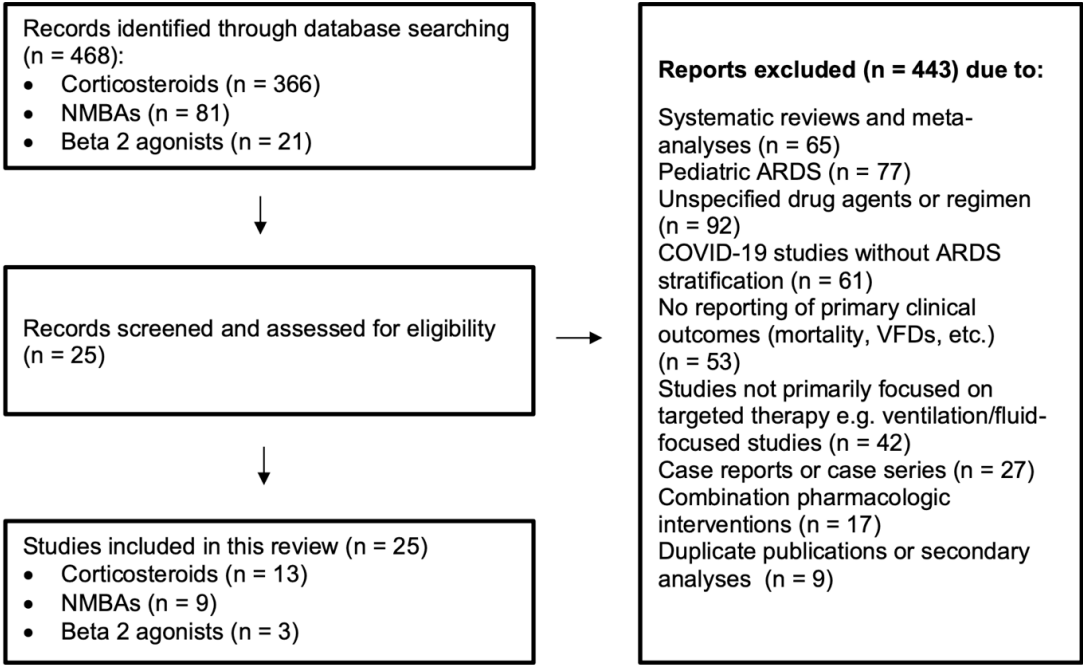 Records identified through database searching
(n = 468):
• Corticosteroids (n = 366)
• NMBAs (n = 81)
• Beta 2 agonists (n = 21)
Records screened and assessed for eligibility
(n = 25)
Studies included in this review (n = 25)
• Corticosteroids (n = 13)
• NMBAs (n = 9)
• Beta 2 agonists (n = 3)
Reports excluded (n = 443) due to:
Systematic reviews and meta-
analyses (n = 65)
Pediatric ARDS (n = 77)
Unspecified drug agents or regimen
(n = 92)
COVID-19 studies without ARDS
stratification (n = 61)
No reporting of primary clinical
outcomes (mortality, VFDs, etc.)
(n = 53)
Studies not primarily focused on
targeted therapy e.g. ventilation/fluid-
focused studies (n = 42)
Case reports or case series (n = 27)
Combination pharmacologic
interventions (n = 17)
Duplicate publications or secondary
analyses (n = 9)